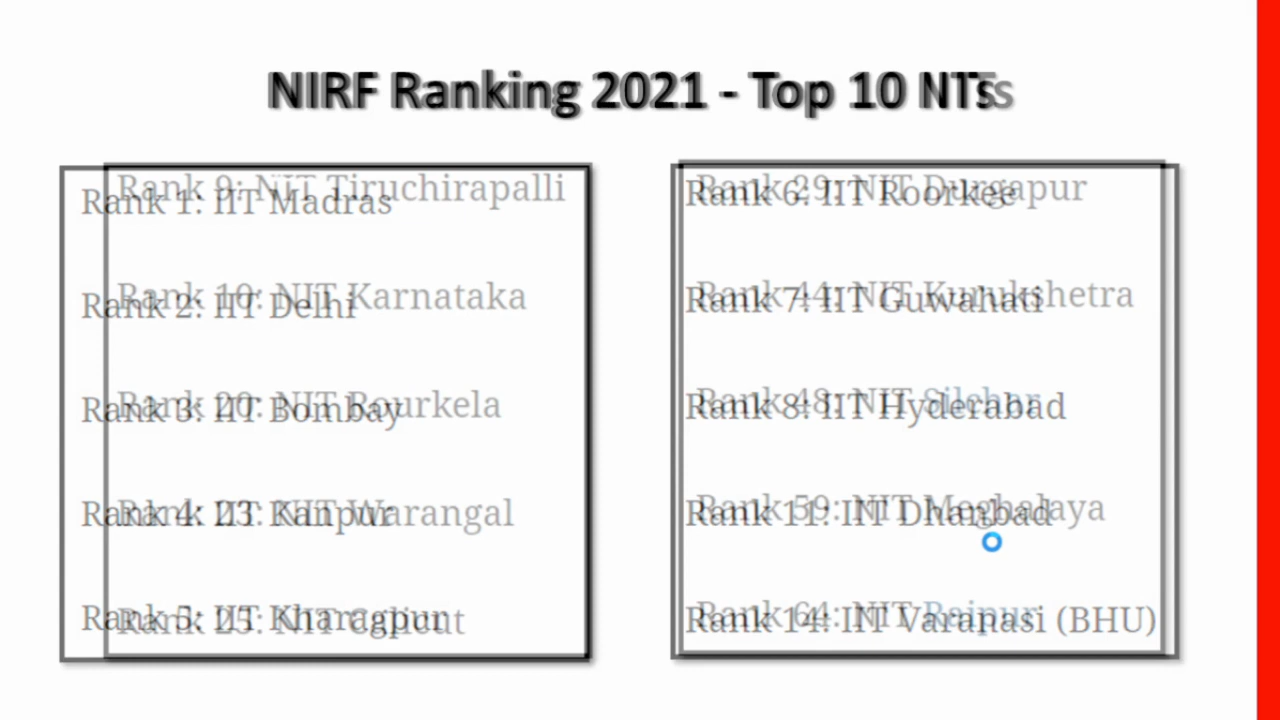 NIRF Ranking 2021 - Top 10 NITs
Rank 9: NIT Tiruchirapalli
Rank 1: IIT Madras
Rank 10: NIT Karnataka
Rank 2: IIT Delhi
Rank 20: NIT Rourkela
Rank 3: IIT Bombay
Rank 23: NIT Warangal
Rank 4: IIT Kanpur
Rank 5: IIT Kharagpur
Rank 25: NIT Calicut
Rank 29: NIT Durgapur
Rank 6: IIT Roorkee
Rank 44: NIT Kurukshetra
Rank 7: IIT Guwahati
Rank 48: NIT Silchar
Rank 8: IIT Hyderabad
Rank 59: NIT Meghalaya
Rank 11: IIT Dhanbad
Rank 64: NIT Raipur
Rank 14: IIT Varanasi (BHU)